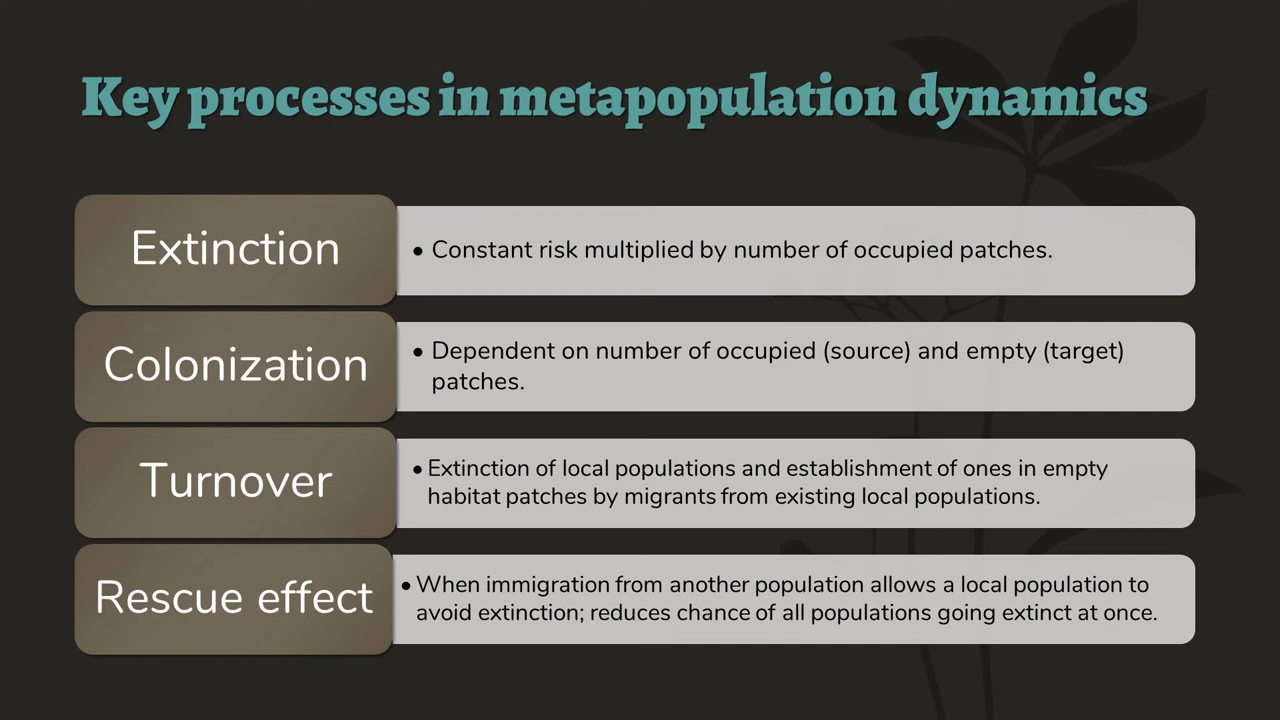 Key processes in metapopulation dynamics
Extinction
• Constant risk multiplied by number of occupied patches.
Colonization
• Dependent on number of occupied (source) and empty (target)
patches.
Turnover
• Extinction of local populations and establishment of ones in empty
habitat patches by migrants from existing local populations.
Rescue effect
• When immigration from another population allows a local population to
avoid extinction; reduces chance of all populations going extinct at once.